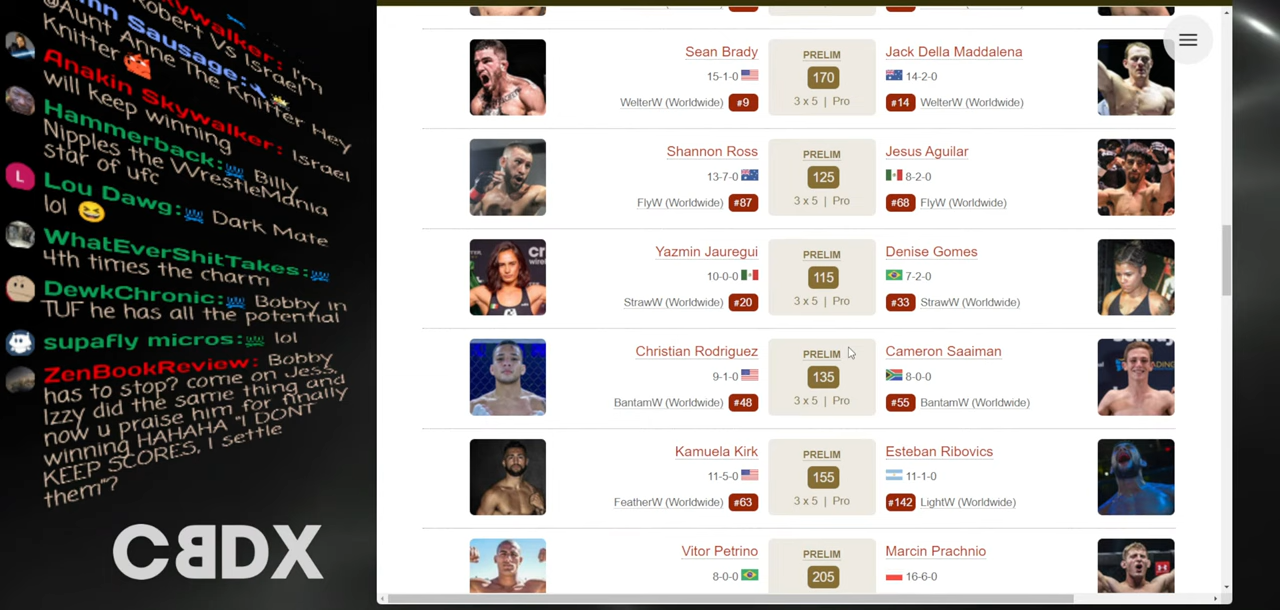 Skywalker:
Robert Vs Israel
@Aunt Anne The Knitter I'm
Sausage:
Knitter Hey
Anakin Skywalker: Israel
will keep winning
Hammerback: Billy
Nipples the WrestleMania
star of ufc
L
Lou Dawg: Dark Mate
lol
WhatEverShitTakes:
4th times the charm
DewkChronic: Bobby in
TUF he has all the potential
supafly micros: lol
ZenBookReview: Bobby
has to stop? come on Jess,
Izzy did the same thing and
now u praise him for finally
winning HAHAHA "I DONT
KEEP SCORES, I settle
them"?
CBDX
Sean Brady PRELIM Jack Della Maddalena
15-1-0 170 14-2-0
WelterW (Worldwide) #9 3 x 5 | Pro #14 WelterW (Worldwide)
Shannon Ross PRELIM Jesus Aguilar
13-7-0 125 8-2-0
FlyW (Worldwide) #87 3 x 5 | Pro #68 FlyW (Worldwide)
Yazmin Jauregui PRELIM Denise Gomes
10-0-0 115 7-2-0
StrawW (Worldwide) #20 3 x 5 | Pro #33 StrawW (Worldwide)
Christian Rodriguez PRELIM Cameron Saaiman
9-1-0 135 8-0-0
BantamW (Worldwide) #48 3 x 5 | Pro #55 BantamW (Worldwide)
Kamuela Kirk PRELIM Esteban Ribovics
11-5-0 155 11-1-0
FeatherW (Worldwide) #63 3 x 5 | Pro #142 LightW (Worldwide)
Vitor Petrino PRELIM Marcin Prachnio
8-0-0 205 16-6-0